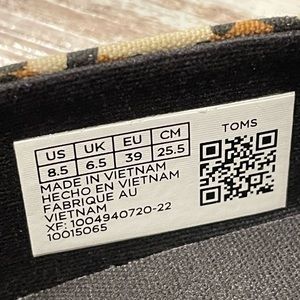 US UK EU CM
8.5 6.5 39 25.5
TOMS
MADE IN VIETNAM
HECHO EN VIETNAM
FABRIQUE AU
VIETNAM
XF: 1004940720-22
10015065